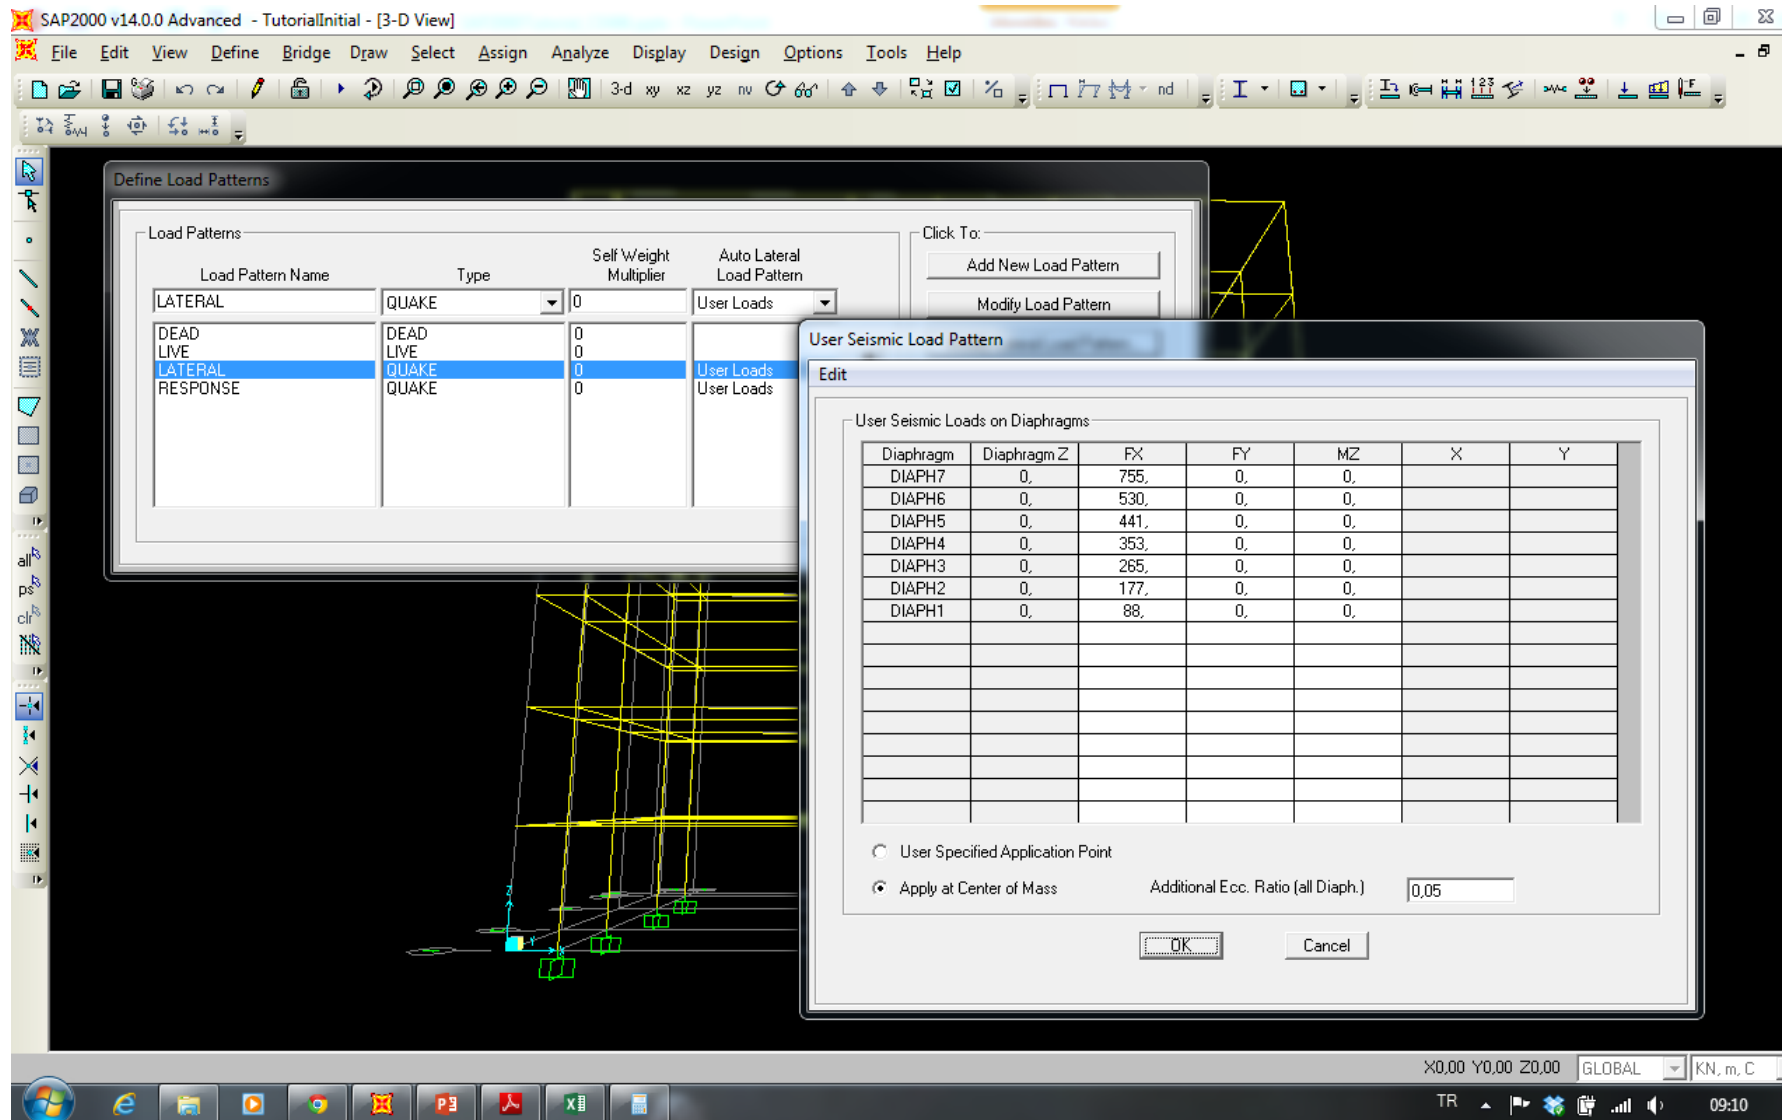 SAP2000 v14.0.0 Advanced - TutorialInitial - [3-D View]
File Edit View Define Bridge Draw Select Assign Analyze Display Design Options Tools Help
3-d xy xz yz nv nd
Define Load Patterns
Load Patterns
Click To:
Load Pattern Name Type Self Weight Multiplier Auto Lateral Load Pattern
Add New Load Pattern
LATERAL QUAKE 0 User Loads
Modify Load Pattern
DEAD DEAD 0
LIVE LIVE 0
LATERAL QUAKE 0 User Loads
RESPONSE QUAKE 0 User Loads
User Seismic Load Pattern
Edit
User Seismic Loads on Diaphragms
Diaphragm Diaphragm Z FX FY MZ X Y
DIAPH7 0, 755, 0, 0,
DIAPH6 0, 530, 0, 0,
DIAPH5 0, 441, 0, 0,
DIAPH4 0, 353, 0, 0,
DIAPH3 0, 265, 0, 0,
DIAPH2 0, 177, 0, 0,
DIAPH1 0, 88, 0, 0,
User Specified Application Point
Apply at Center of Mass Additional Ecc. Ratio (all Diaph.) 0,05
OK Cancel
all
ps
clr
X0,00 Y0,00 Z0,00 GLOBAL KN, m, C
TR 09:10